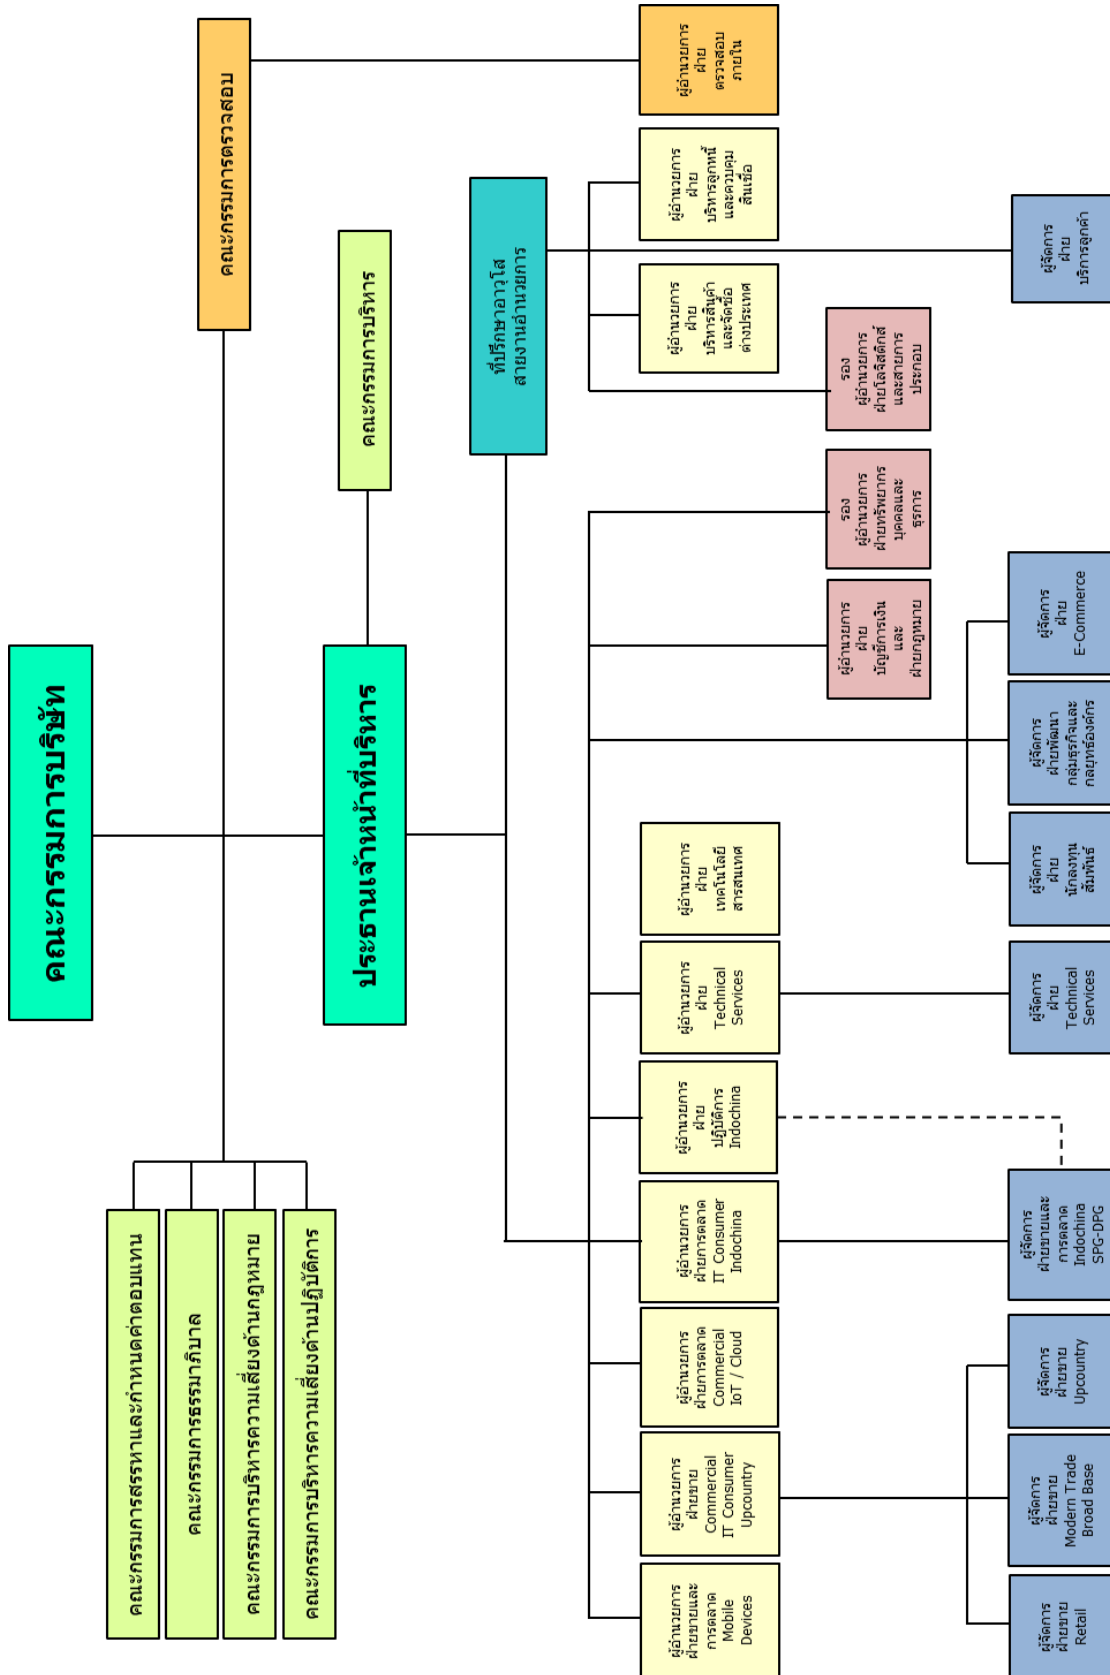 คณะกรรมการบริษัท
คณะกรรมการสรรหาและกำหนดค่าตอบแทน
คณะกรรมการธรรมาภิบาล
คณะกรรมการบริหารความเสี่ยงด้านกฎหมาย
คณะกรรมการบริหารความเสี่ยงด้านปฏิบัติการ
คณะกรรมการตรวจสอบ
ประธานเจ้าหน้าที่บริหาร
คณะกรรมการบริหาร
ที่ปรึกษาอาวุโส
สายงานอำนวยการ
ผู้อำนวยการ
ฝ่ายขายและ
การตลาด
Mobile
Devices
ผู้อำนวยการ
ฝ่ายขาย
Commercial
IT Consumer
Upcountry
ผู้อำนวยการ
ฝ่ายการตลาด
Commercial
IoT / Cloud
ผู้อำนวยการ
ฝ่ายการตลาด
IT Consumer
Indochina
ผู้อำนวยการ
ฝ่าย
ปฏิบัติการ
Indochina
ผู้อำนวยการ
ฝ่าย
Technical
Services
ผู้อำนวยการ
ฝ่าย
เทคโนโลยี
สารสนเทศ
ผู้อำนวยการ
ฝ่าย
บริหารสินค้า
และจัดซื้อ
ต่างประเทศ
ผู้อำนวยการ
ฝ่าย
บริหารลูกหนี้
และควบคุม
สินเชื่อ
ผู้อำนวยการ
ฝ่าย
ตรวจสอบ
ภายใน
ผู้อำนวยการ
ฝ่าย
บัญชีการเงิน
และ
ฝ่ายกฎหมาย
รอง
ผู้อำนวยการ
ฝ่ายทรัพยากร
บุคคลและ
ธุรการ
รอง
ผู้อำนวยการ
ฝ่ายโลจิสติกส์
และสายการ
ประกอบ
ผู้จัดการ
ฝ่ายขาย
Retail
ผู้จัดการ
ฝ่ายขาย
Modern Trade
Broad Base
ผู้จัดการ
ฝ่ายขาย
Upcountry
ผู้จัดการ
ฝ่ายขายและ
การตลาด
Indochina
SPG-DPG
ผู้จัดการ
ฝ่าย
Technical
Services
ผู้จัดการ
ฝ่าย
นักลงทุน
สัมพันธ์
ผู้จัดการ
ฝ่ายพัฒนา
กลุ่มธุรกิจและ
กลยุทธ์องค์กร
ผู้จัดการ
ฝ่าย
E-Commerce
ผู้จัดการ
ฝ่าย
บริการลูกค้า